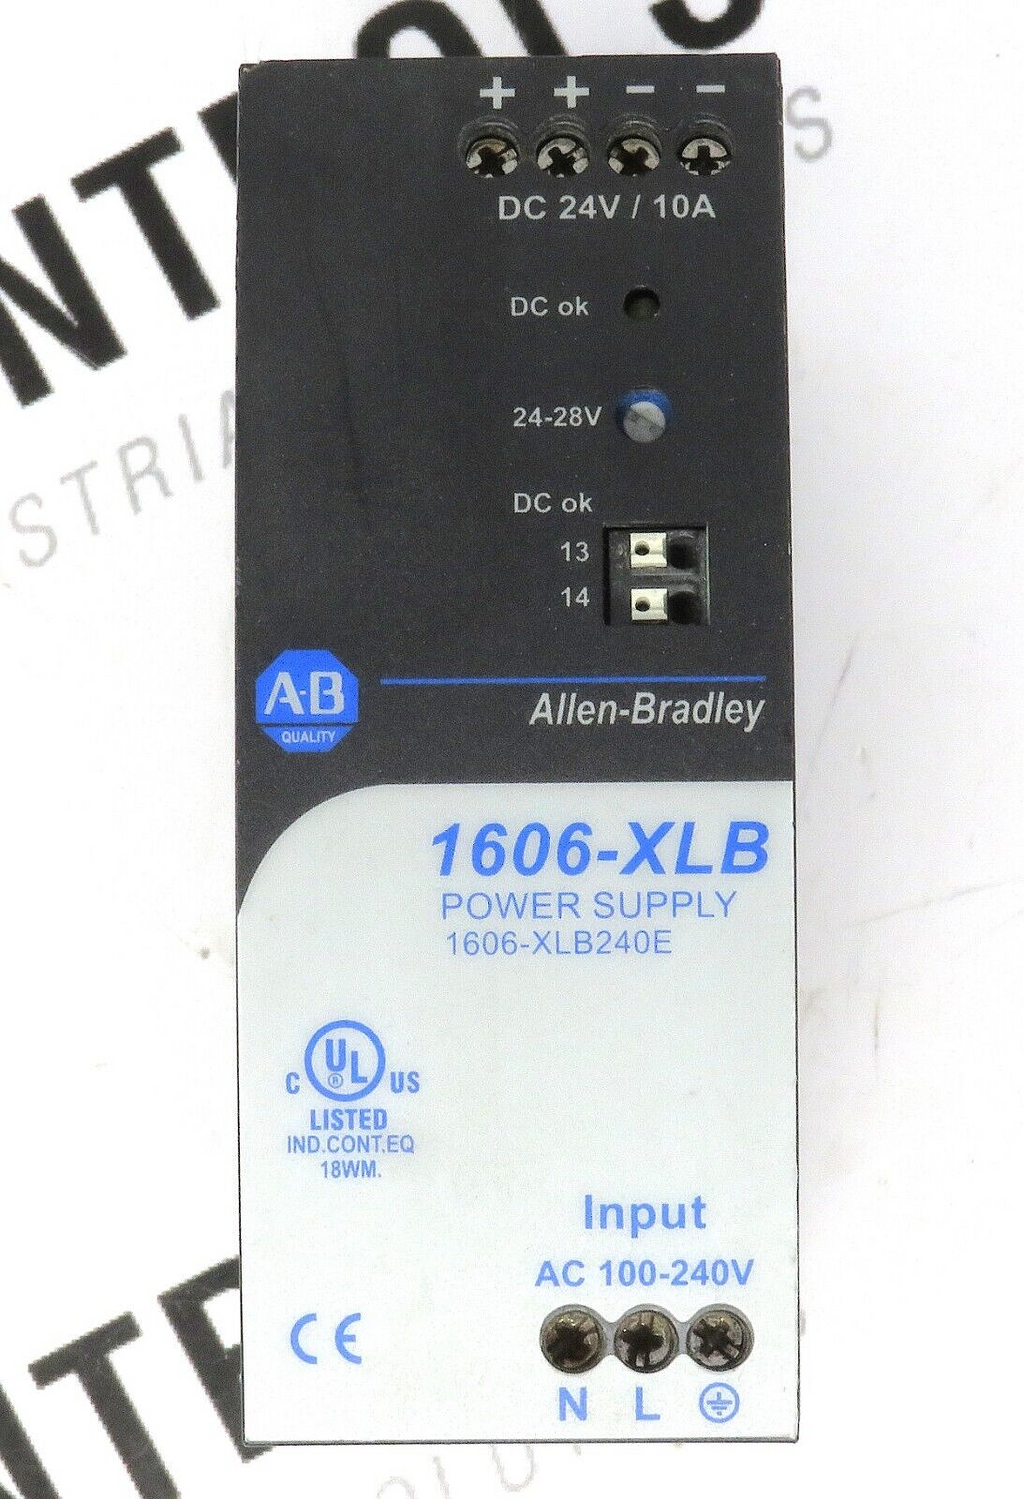 + + - -
DC 24V / 10A
DC ok
24-28V
DC ok
13
14
A-B
QUALITY
Allen-Bradley
1606-XLB
POWER SUPPLY
1606-XLB240E
C UL ® US
LISTED
IND.CONT.EQ
18WM.
Input
AC 100-240V
CE
N L